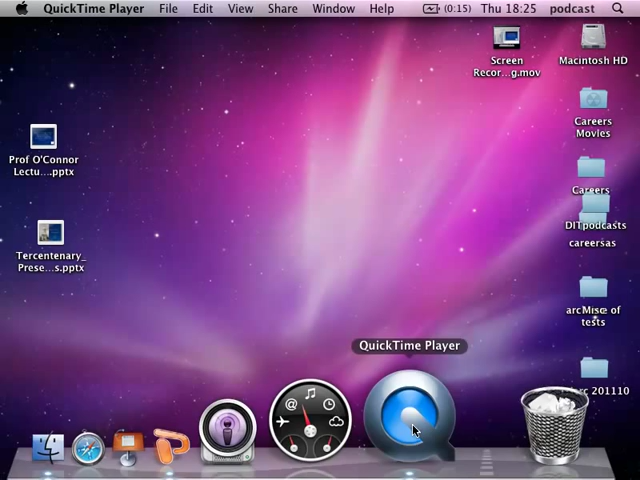 QuickTime Player File Edit View Share Window Help (0:15) Thu 18:25 podcast
Screen
Recor...g.mov
Macintosh HD
Careers
Movies
Prof O'Connor
Lectu....pptx
Careers
DITpodcasts
careersas
Tercentenary_
Prese...s.pptx
Misc of
tests
QuickTime Player
201110